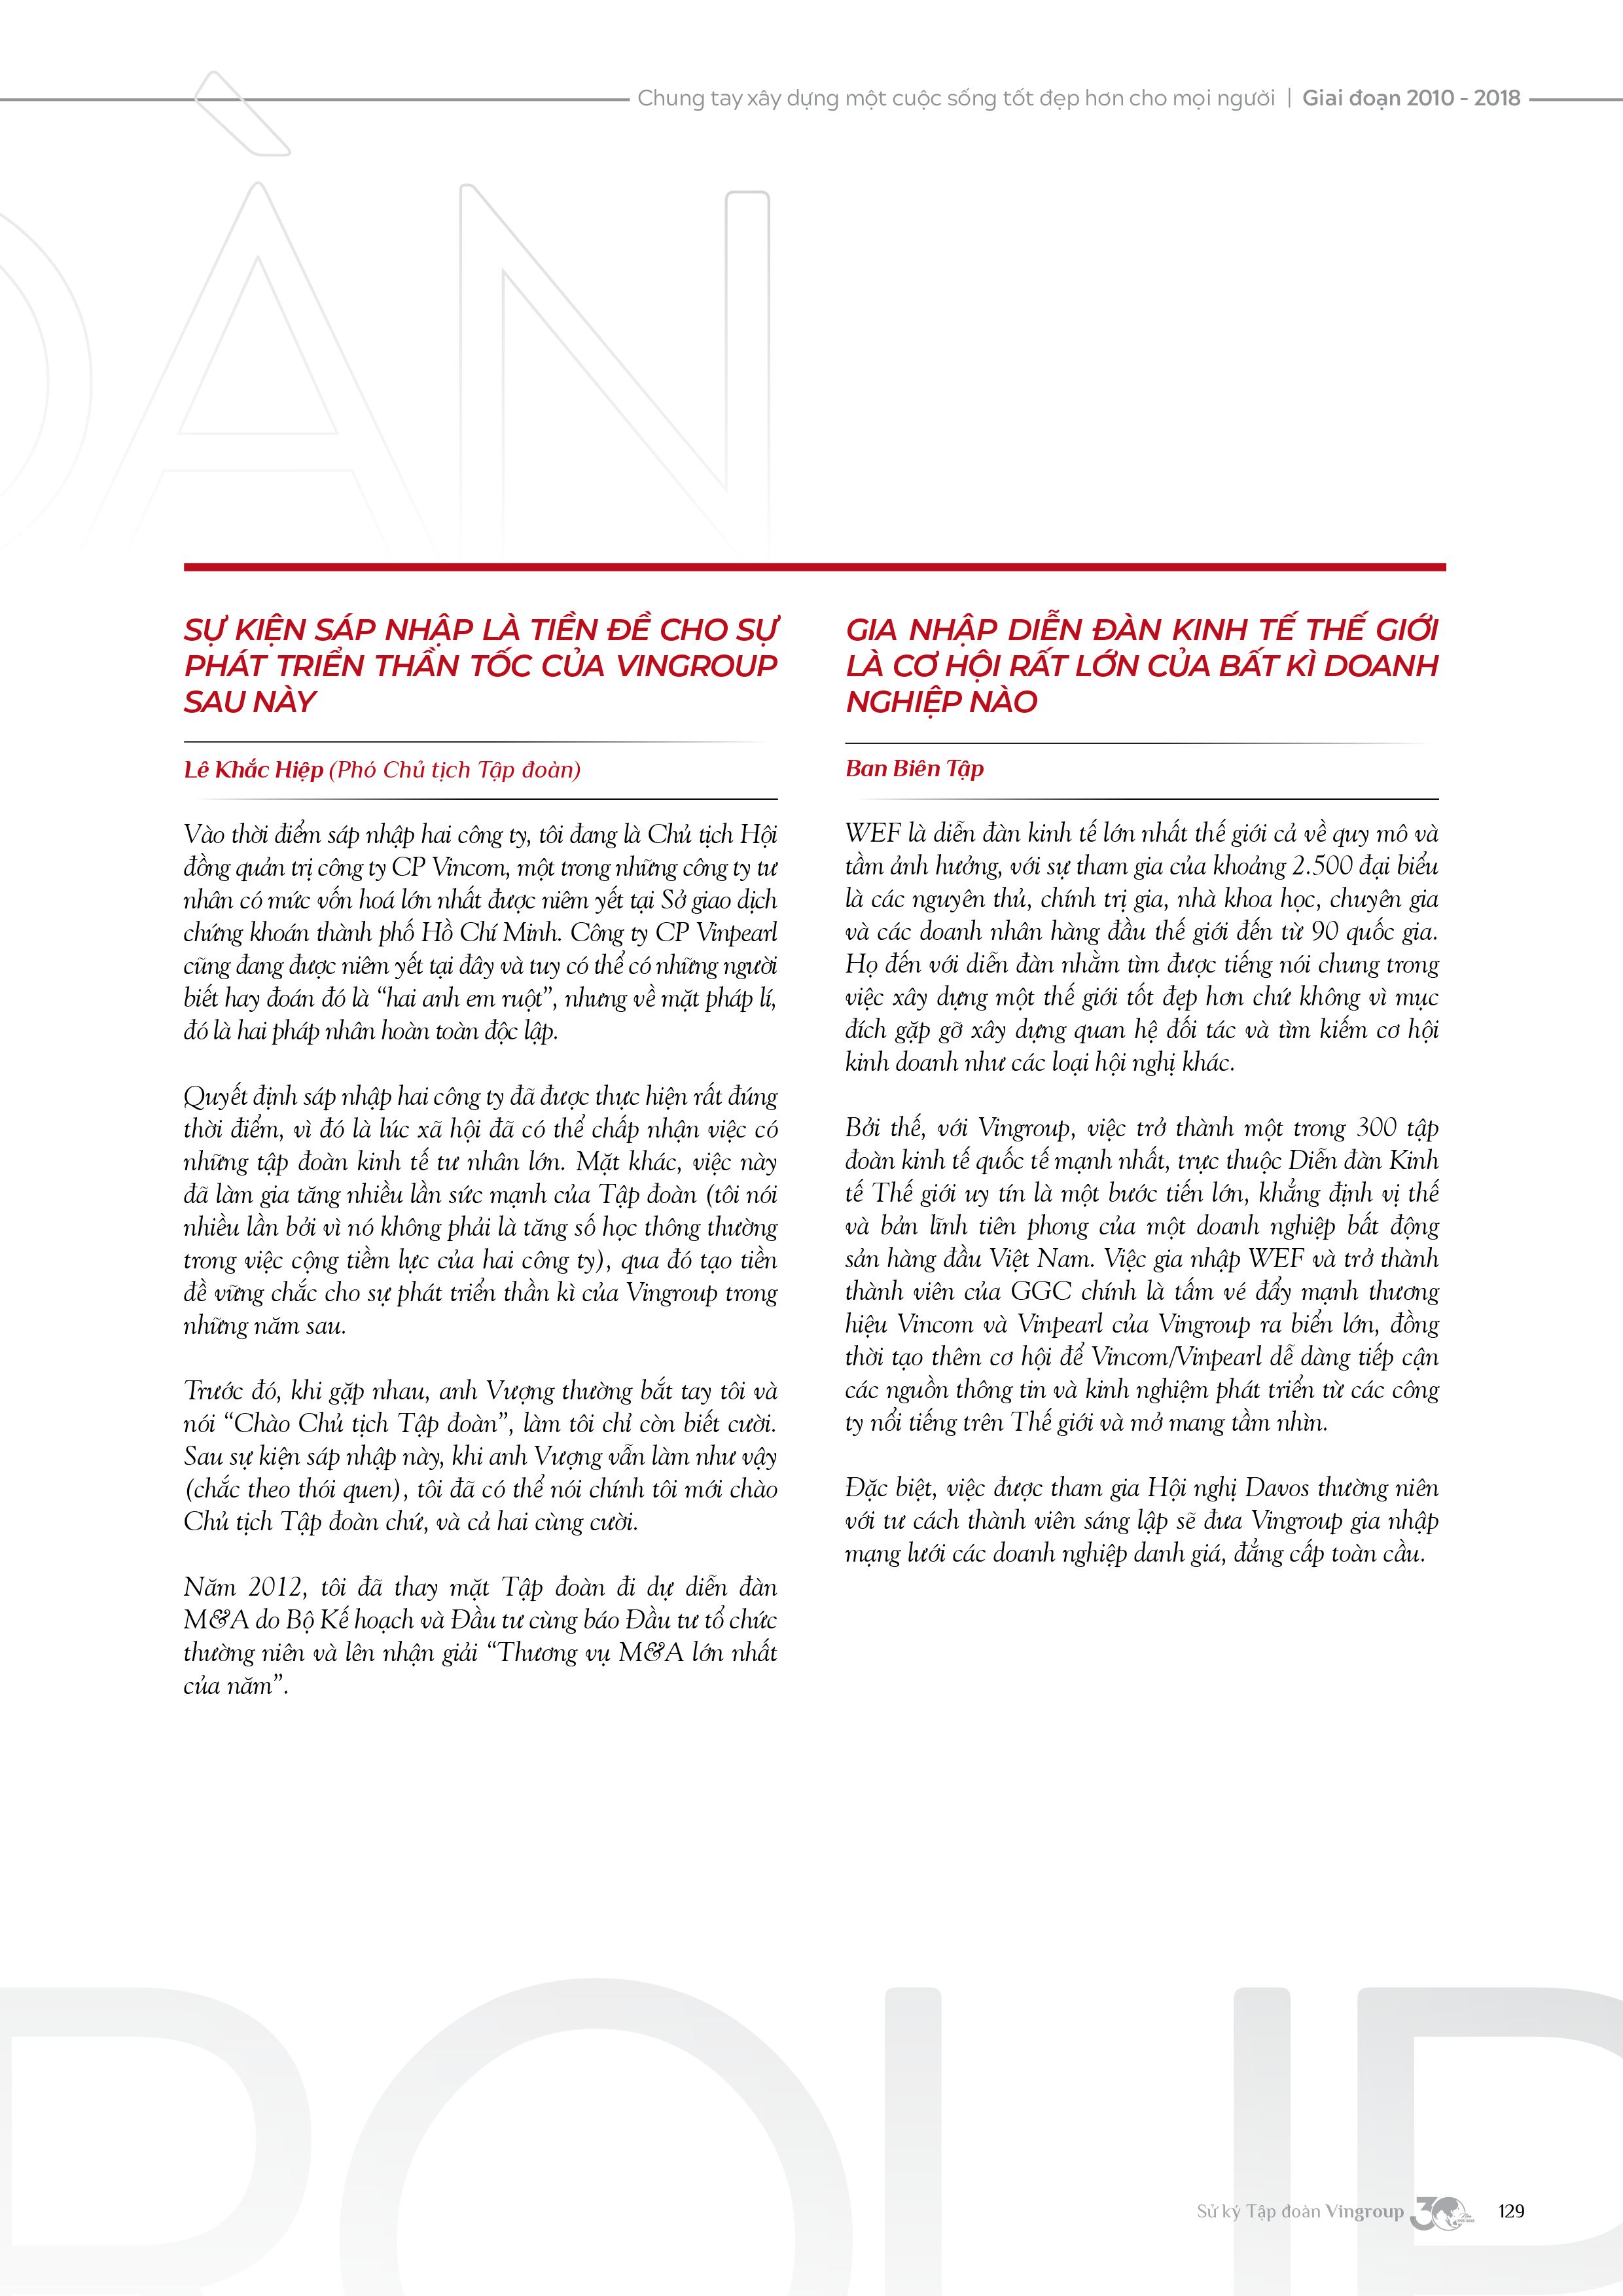 Chung tay xây dựng một cuộc sống tốt đẹp hơn cho mọi người | Giai đoạn 2010 - 2018
OÀN
SỰ KIỆN SÁP NHẬP LÀ TIỀN ĐỀ CHO SỰ
PHÁT TRIỂN THẦN TỐC CỦA VINGROUP
SAU NÀY
Lê Khắc Hiệp (Phó Chủ tịch Tập đoàn)
Vào thời điểm sáp nhập hai công ty, tôi đang là Chủ tịch Hội
đồng quản trị công ty CP Vincom, một trong những công ty tư
nhân có mức vốn hoá lớn nhất được niêm yết tại Sở giao dịch
chứng khoán thành phố Hồ Chí Minh. Công ty CP Vinpearl
cũng đang được niêm yết tại đây và tuy có thể có những người
biết hay đoán đó là “hai anh em ruột”, nhưng về mặt pháp lí,
đó là hai pháp nhân hoàn toàn độc lập.
Quyết định sáp nhập hai công ty đã được thực hiện rất đúng
thời điểm, vì đó là lúc xã hội đã có thể chấp nhận việc có
những tập đoàn kinh tế tư nhân lớn. Mặt khác, việc này
đã làm gia tăng nhiều lần sức mạnh của Tập đoàn (tôi nói
nhiều lần bởi vì nó không phải là tăng số học thông thường
trong việc cộng tiềm lực của hai công ty), qua đó tạo tiền
đề vững chắc cho sự phát triển thần kì của Vingroup trong
những năm sau.
Trước đó, khi gặp nhau, anh Vượng thường bắt tay tôi và
nói “Chào Chủ tịch Tập đoàn”, làm tôi chỉ còn biết cười.
Sau sự kiện sáp nhập này, khi anh Vượng vẫn làm như vậy
(chắc theo thói quen), tôi đã có thể nói chính tôi mới chào
Chủ tịch Tập đoàn chứ, và cả hai cùng cười.
Năm 2012, tôi đã thay mặt Tập đoàn đi dự diễn đàn
M&A do Bộ Kế hoạch và Đầu tư cùng báo Đầu tư tổ chức
thường niên và lên nhận giải “Thương vụ M&A lớn nhất
của năm”.
GIA NHẬP DIỄN ĐÀN KINH TẾ THẾ GIỚI
LÀ CƠ HỘI RẤT LỚN CỦA BẤT KÌ DOANH
NGHIỆP NÀO
Ban Biên Tập
WEF là diễn đàn kinh tế lớn nhất thế giới cả về quy mô và
tầm ảnh hưởng, với sự tham gia của khoảng 2.500 đại biểu
là các nguyên thủ, chính trị gia, nhà khoa học, chuyên gia
và các doanh nhân hàng đầu thế giới đến từ 90 quốc gia.
Họ đến với diễn đàn nhằm tìm được tiếng nói chung trong
việc xây dựng một thế giới tốt đẹp hơn chứ không vì mục
đích gặp gỡ xây dựng quan hệ đối tác và tìm kiếm cơ hội
kinh doanh như các loại hội nghị khác.
Bởi thế, với Vingroup, việc trở thành một trong 300 tập
đoàn kinh tế quốc tế mạnh nhất, trực thuộc Diễn đàn Kinh
tế Thế giới uy tín là một bước tiến lớn, khẳng định vị thế
và bản lĩnh tiên phong của một doanh nghiệp bất động
sản hàng đầu Việt Nam. Việc gia nhập WEF và trở thành
thành viên của GGC chính là tấm vé đẩy mạnh thương
hiệu Vincom và Vinpearl của Vingroup ra biển lớn, đồng
thời tạo thêm cơ hội để Vincom/Vinpearl dễ dàng tiếp cận
các nguồn thông tin và kinh nghiệm phát triển từ các công
ty nổi tiếng trên Thế giới và mở mang tầm nhìn.
Đặc biệt, việc được tham gia Hội nghị Davos thường niên
với tư cách thành viên sáng lập sẽ đưa Vingroup gia nhập
mạng lưới các doanh nghiệp danh giá, đẳng cấp toàn cầu.
ROUP
Sử ký Tập đoàn Vingroup 30 129